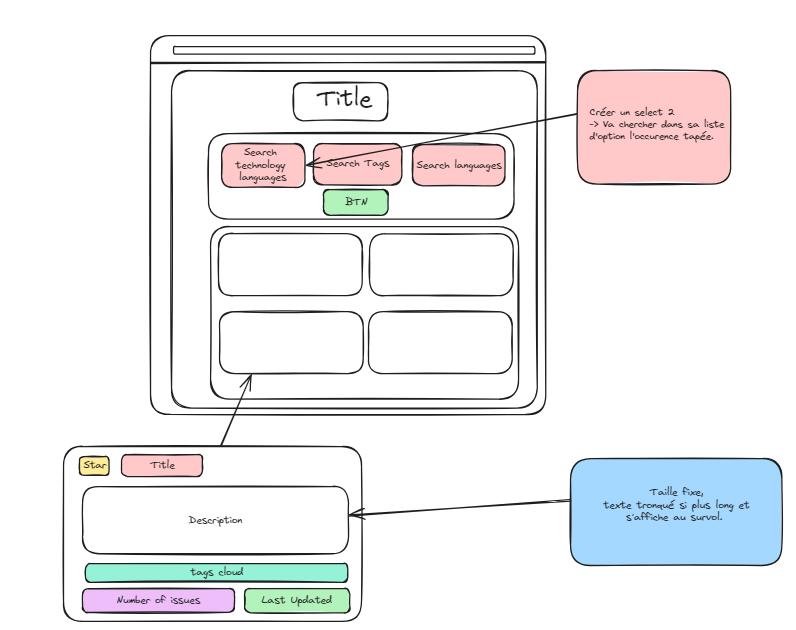 Title
Search
technology
languages
Search Tags
Search languages
BTN
Créer un select 2
-> Va chercher dans sa liste
d'option l'occurence tapée.
Star
Title
Description
tags cloud
Number of issues
Last Updated
Taille fixe,
texte tronqué si plus long et
s'affiche au survol.